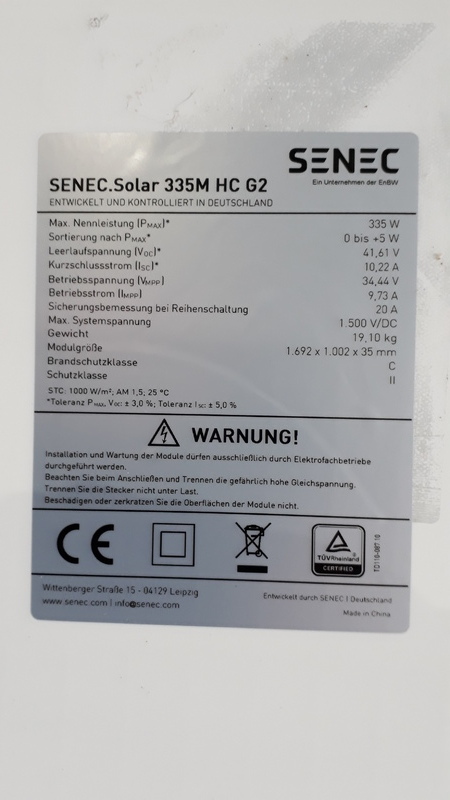 SENEC
Ein Unternehmen der EnBW
SENEC.Solar 335M HC G2
ENTWICKELT UND KONTROLLIERT IN DEUTSCHLAND
Max. Nennleistung (PMAX)* 335 W
Sortierung nach PMAX* 0 bis +5 W
Leerlaufspannung (VOC)* 41,61 V
Kurzschlussstrom (ISC)* 10,22 A
Betriebsspannung (VMPP) 34,44 V
Betriebsstrom (IMPP) 9,73 A
Sicherungsbemessung bei Reihenschaltung 20 A
Max. Systemspannung 1.500 V/DC
Gewicht 19,10 kg
Modulgröße 1.692 x 1.002 x 35 mm
Brandschutzklasse C
Schutzklasse II
STC: 1000 W/m²; AM 1,5; 25 °C
*Toleranz PMAX, VOC: ± 3,0 %; Toleranz ISC: ± 5,0 %
WARNUNG!
Installation und Wartung der Module dürfen ausschließlich durch Elektrofachbetriebe
durchgeführt werden.
Beachten Sie beim Anschließen und Trennen die gefährlich hohe Gleichspannung.
Trennen Sie die Stecker nicht unter Last.
Beschädigen oder zerkratzen Sie die Oberflächen der Module nicht.
CE
TÜVRheinland
CERTIFIED
Wittenberger Straße 15 - 04129 Leipzig
www.senec.com | info@senec.com
Entwickelt durch SENEC | Deutschland
Made in China